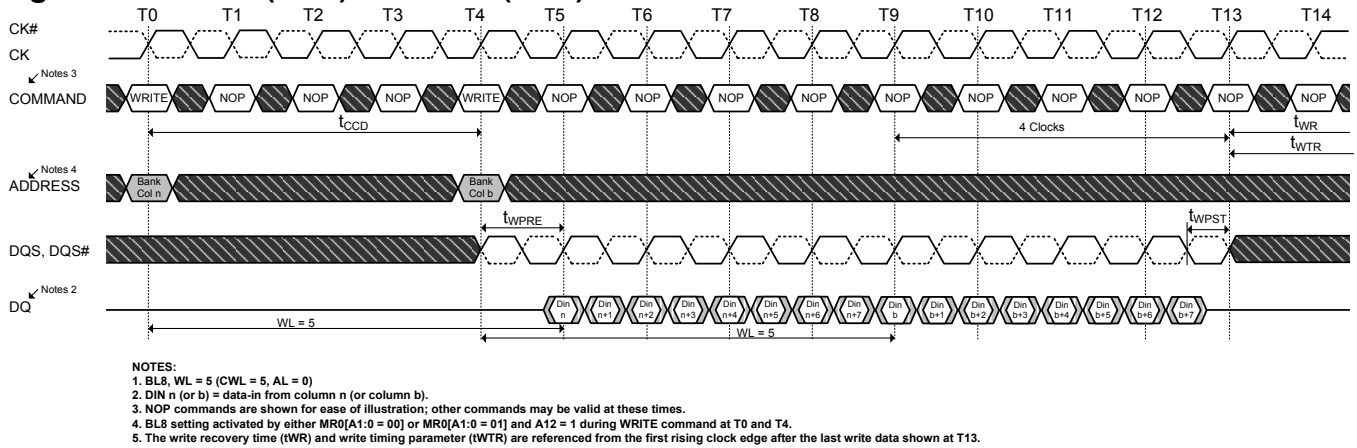 T0 T1 T2 T3 T4 T5 T6 T7 T8 T9 T10 T11 T12 T13 T14
CK#
CK
Notes 3
COMMAND
WRITE NOP NOP NOP WRITE NOP NOP NOP NOP NOP NOP NOP NOP NOP NOP
tCCD
4 Clocks
tWR
tWTR
Notes 4
ADDRESS
Bank
Col n
Bank
Col b
tWPRE
tWPST
DQS, DQS#
Notes 2
DQ
Din Din Din Din Din Din Din Din Din Din Din Din Din Din Din Din
n n+1 n+2 n+3 n+4 n+5 n+6 n+7 b b+1 b+2 b+3 b+4 b+5 b+6 b+7
WL = 5
WL = 5
NOTES:
1. BL8, WL = 5 (CWL = 5, AL = 0)
2. DIN n (or b) = data-in from column n (or column b).
3. NOP commands are shown for ease of illustration; other commands may be valid at these times.
4. BL8 setting activated by either MR0[A1:0 = 00] or MR0[A1:0 = 01] and A12 = 1 during WRITE command at T0 and T4.
5. The write recovery time (tWR) and write timing parameter (tWTR) are referenced from the first rising clock edge after the last write data shown at T13.